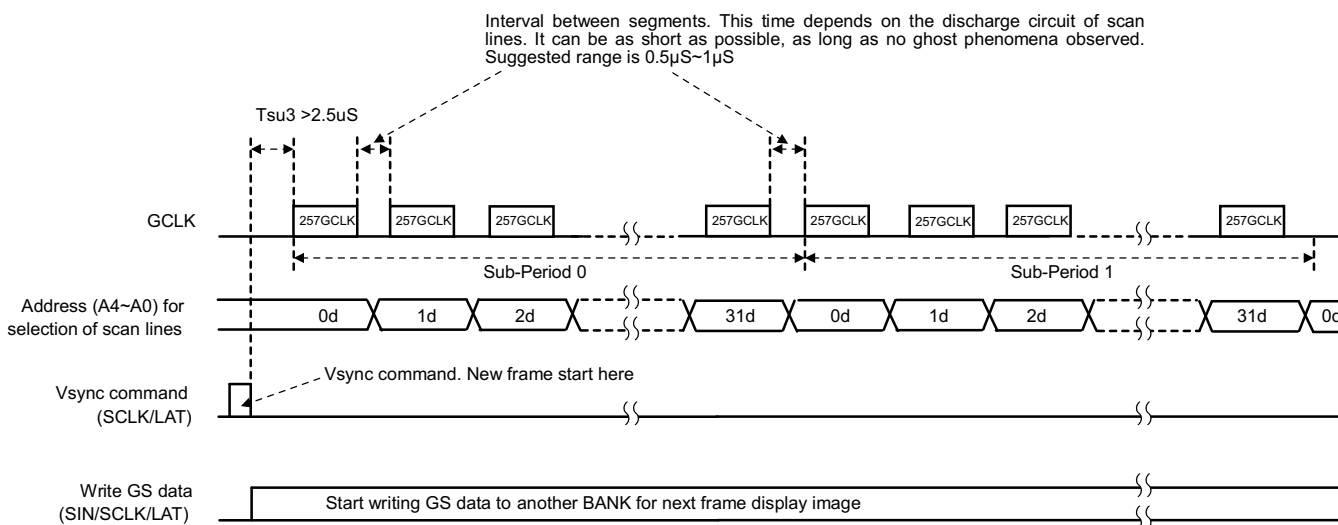 Interval between segments. This time depends on the discharge circuit of scan
lines. It can be as short as possible, as long as no ghost phenomena observed.
Suggested range is 0.5µS~1µS
Tsu3 >2.5uS
GCLK
257GCLK 257GCLK 257GCLK 257GCLK 257GCLK 257GCLK 257GCLK 257GCLK
Sub-Period 0 Sub-Period 1
Address (A4~A0) for
selection of scan lines
0d 1d 2d 31d 0d 1d 2d 31d 0d
Vsync command. New frame start here
Vsync command
(SCLK/LAT)
Write GS data
(SIN/SCLK/LAT)
Start writing GS data to another BANK for next frame display image